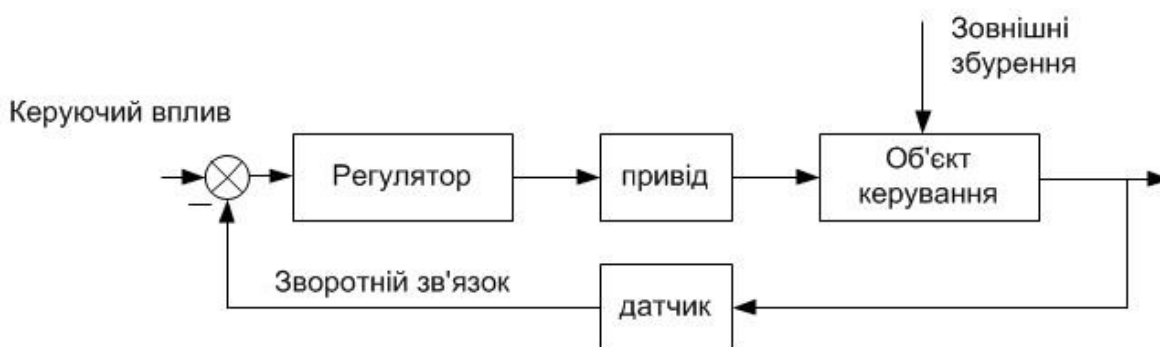 Зовнішні
збурення
Керуючий вплив
Регулятор
привід
Об'єкт
керування
Зворотній зв'язок
датчик